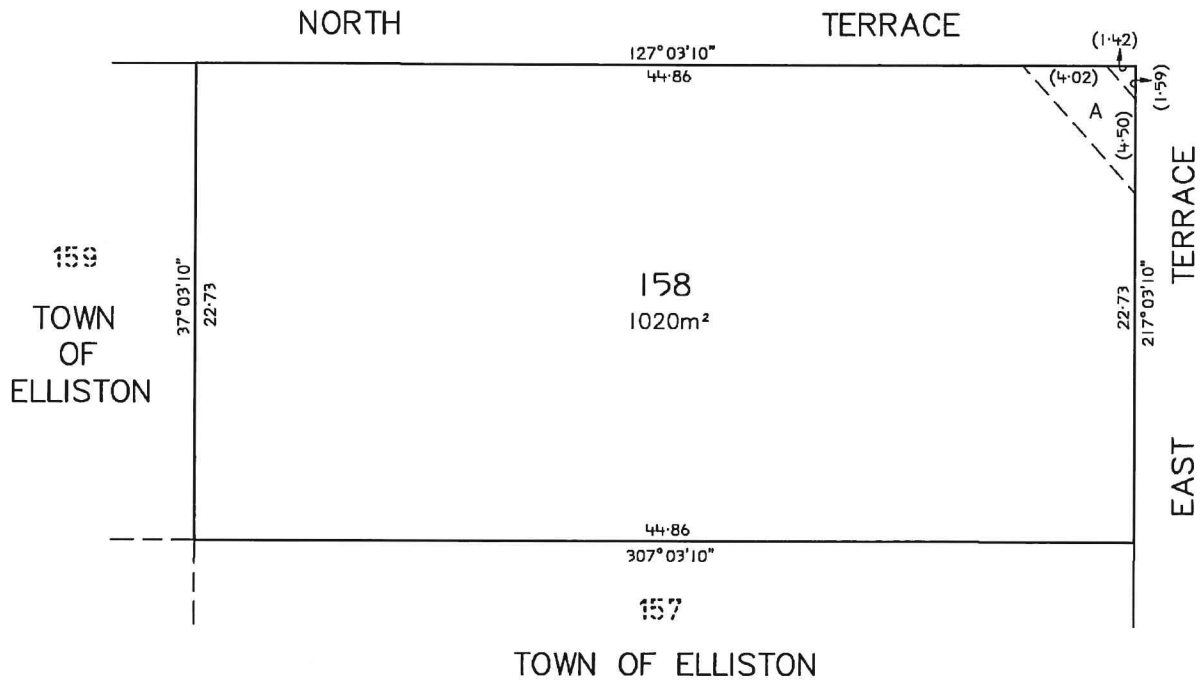 NORTH TERRACE
127°03'10"
44·86
(1·42)
(4·02)
(1·59)
A
(4·50)
EAST TERRACE
159
TOWN
OF
ELLISTON
37°03'10"
22·73
158
1020m²
22·73
217°03'10"
44·86
307°03'10"
157
TOWN OF ELLISTON